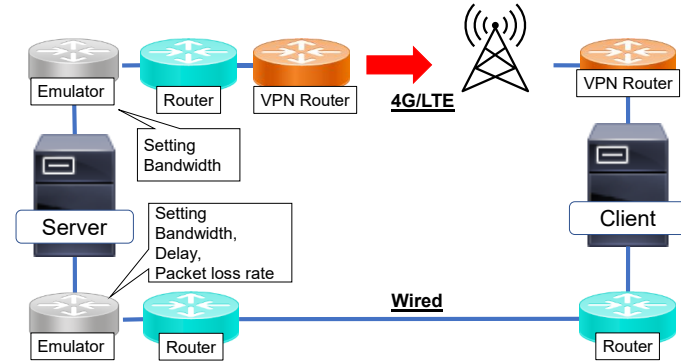 Emulator
Router
VPN Router
4G/LTE
VPN Router
Setting
Bandwidth
Server
Setting
Bandwidth,
Delay,
Packet loss rate
Client
Wired
Emulator
Router
Router